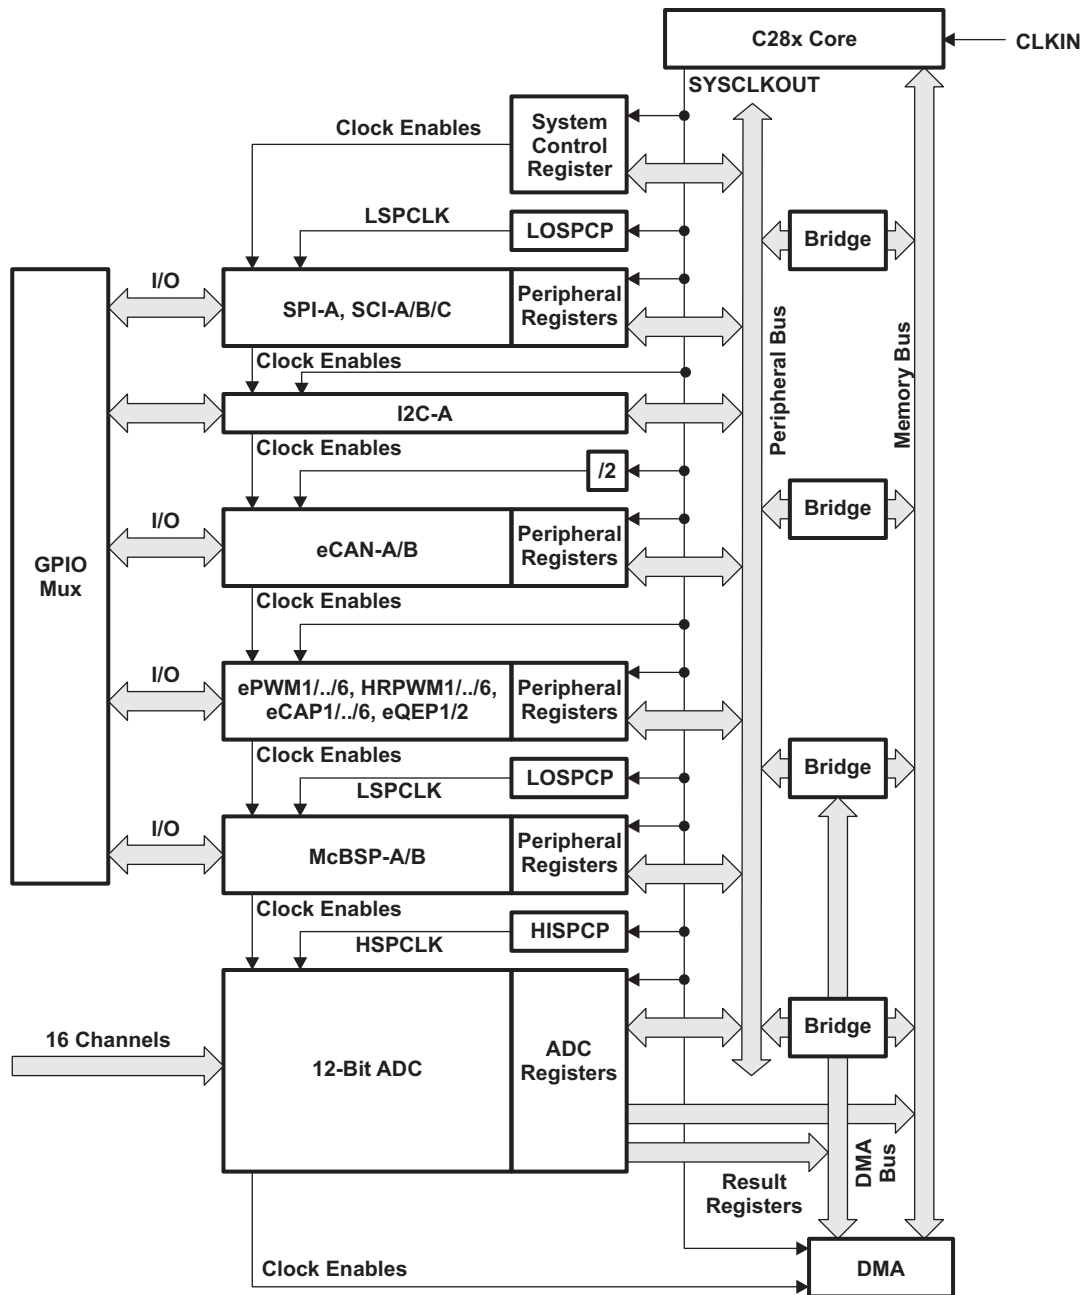 C28x Core
CLKIN
SYSCLKOUT
System
Control
Register
Clock Enables
LSPCLK
LOSPCP
Bridge
I/O
SPI-A, SCI-A/B/C
Peripheral
Registers
Peripheral Bus
Memory Bus
Clock Enables
I2C-A
Clock Enables
/2
Bridge
I/O
eCAN-A/B
Peripheral
Registers
GPIO
Mux
Clock Enables
I/O
ePWM1/../6, HRPWM1/../6,
eCAP1/../6, eQEP1/2
Peripheral
Registers
Bridge
Clock Enables
LSPCLK
LOSPCP
I/O
McBSP-A/B
Peripheral
Registers
Clock Enables
HSPCLK
HISPCP
16 Channels
12-Bit ADC
ADC
Registers
Bridge
DMA
Bus
Result
Registers
Clock Enables
DMA